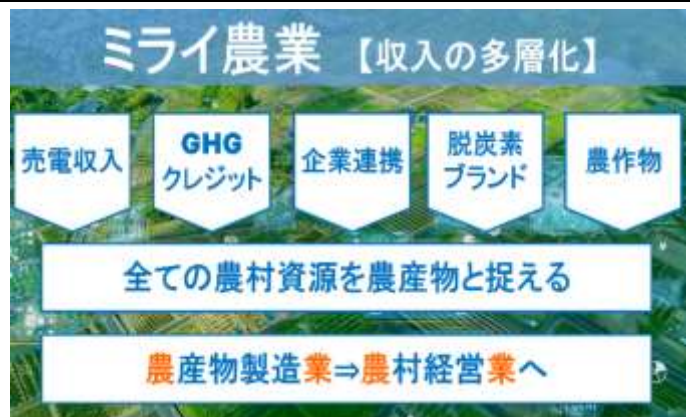 ミライ農業 【収入の多層化】
売電収入
GHG
クレジット
企業連携
脱炭素
ブランド
農作物
全ての農村資源を農産物と捉える
農産物製造業⇒農村経営業へ